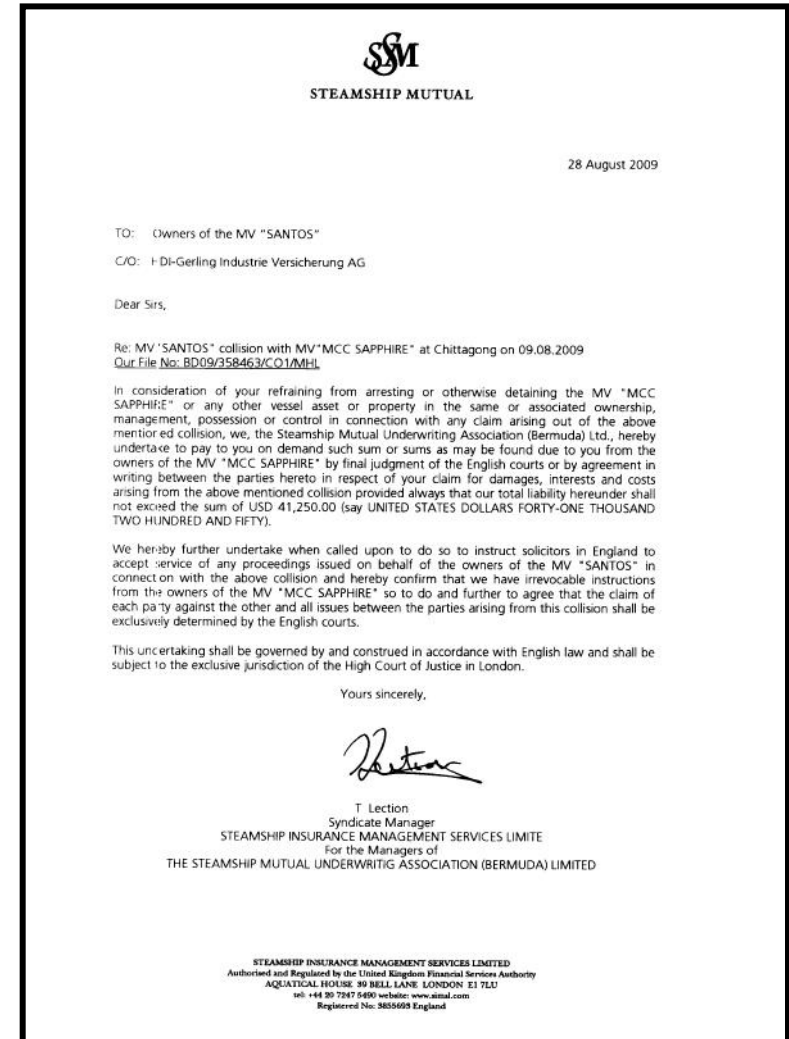 SSM
STEAMSHIP MUTUAL
28 August 2009
TO: Owners of the MV "SANTOS"
C/O: HDI-Gerling Industrie Versicherung AG
Dear Sirs,
Re: MV 'SANTOS" collision with MV"MCC SAPPHIRE" at Chittagong on 09.08.2009
Our File No: BD09/358463/CO1/MHL
In consideration of your refraining from arresting or otherwise detaining the MV "MCC
SAPPHIRE" or any other vessel asset or property in the same or associated ownership,
management, possession or control in connection with any claim arising out of the above
mentioned collision, we, the Steamship Mutual Underwriting Association (Bermuda) Ltd., hereby
undertake to pay to you on demand such sum or sums as may be found due to you from the
owners of the MV "MCC SAPPHIRE" by final judgment of the English courts or by agreement in
writing between the parties hereto in respect of your claim for damages, interests and costs
arising from the above mentioned collision provided always that our total liability hereunder shall
not exceed the sum of USD 41,250.00 (say UNITED STATES DOLLARS FORTY-ONE THOUSAND
TWO HUNDRED AND FIFTY).
We hereby further undertake when called upon to do so to instruct solicitors in England to
accept service of any proceedings issued on behalf of the owners of the MV "SANTOS" in
connection with the above collision and hereby confirm that we have irrevocable instructions
from the owners of the MV "MCC SAPPHIRE" so to do and further to agree that the claim of
each party against the other and all issues between the parties arising from this collision shall be
exclusively determined by the English courts.
This undertaking shall be governed by and construed in accordance with English law and shall be
subject to the exclusive jurisdiction of the High Court of Justice in London.
Yours sincerely,
T Lection
Syndicate Manager
STEAMSHIP INSURANCE MANAGEMENT SERVICES LIMITE
For the Managers of
THE STEAMSHIP MUTUAL UNDERWRITIG ASSOCIATION (BERMUDA) LIMITED
STEAMSHIP INSURANCE MANAGEMENT SERVICES LIMITED
Authorised and Regulated by the United Kingdom Financial Services Authority
AQUATICAL HOUSE 39 BELL LANE LONDON E1 7LU
tel: +44 20 7247 5490 website: www.simsl.com
Registered No: 3855693 England